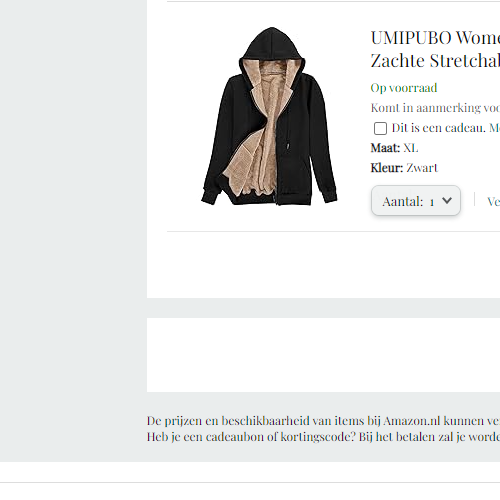 UMIPUBO Wome
Zachte Stretcha
Op voorraad
Komt in aanmerking voo
Dit is een cadeau. M
Maat: XL
Kleur: Zwart
Aantal: 1
Ve
De prijzen en beschikbaarheid van items bij Amazon.nl kunnen ve
Heb je een cadeaubon of kortingscode? Bij het betalen zal je word